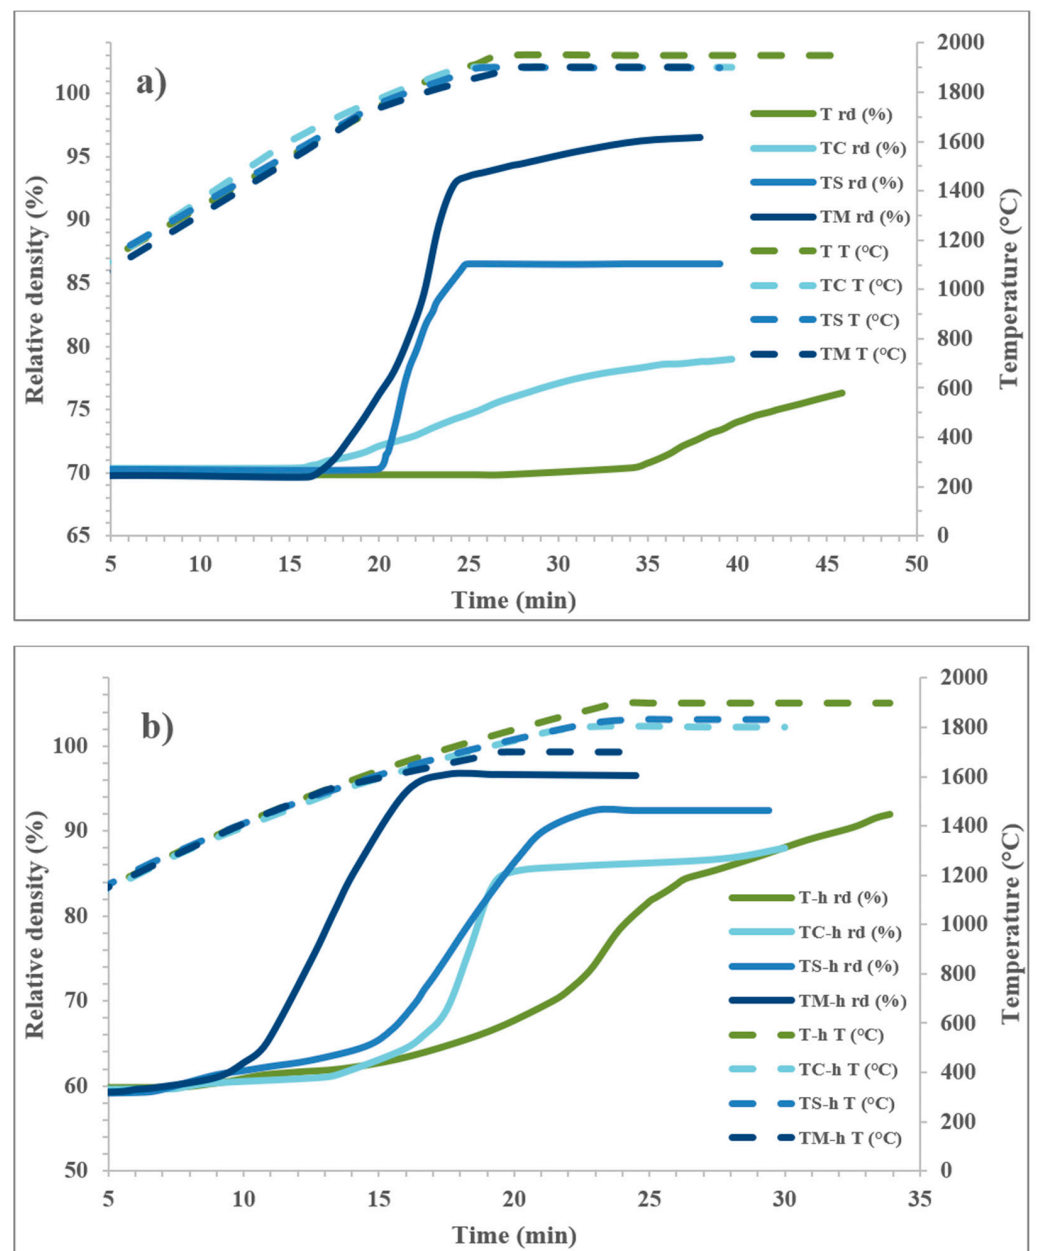 a)
2000
1800
1600
1400
1200
1000
800
600
400
200
0
100
95
90
85
80
75
70
65
Relative density (%)
Temperature (°C)
T rd (%)
TC rd (%)
TS rd (%)
TM rd (%)
T T (°C)
TC T (°C)
TS T (°C)
TM T (°C)
5 10 15 20 25 30 35 40 45 50
Time (min)
b)
2000
1800
1600
1400
1200
1000
800
600
400
200
0
100
90
80
70
60
50
Relative density (%)
Temperature (°C)
T-h rd (%)
TC-h rd (%)
TS-h rd (%)
TM-h rd (%)
T-h T (°C)
TC-h T (°C)
TS-h T (°C)
TM-h T (°C)
5 10 15 20 25 30 35
Time (min)